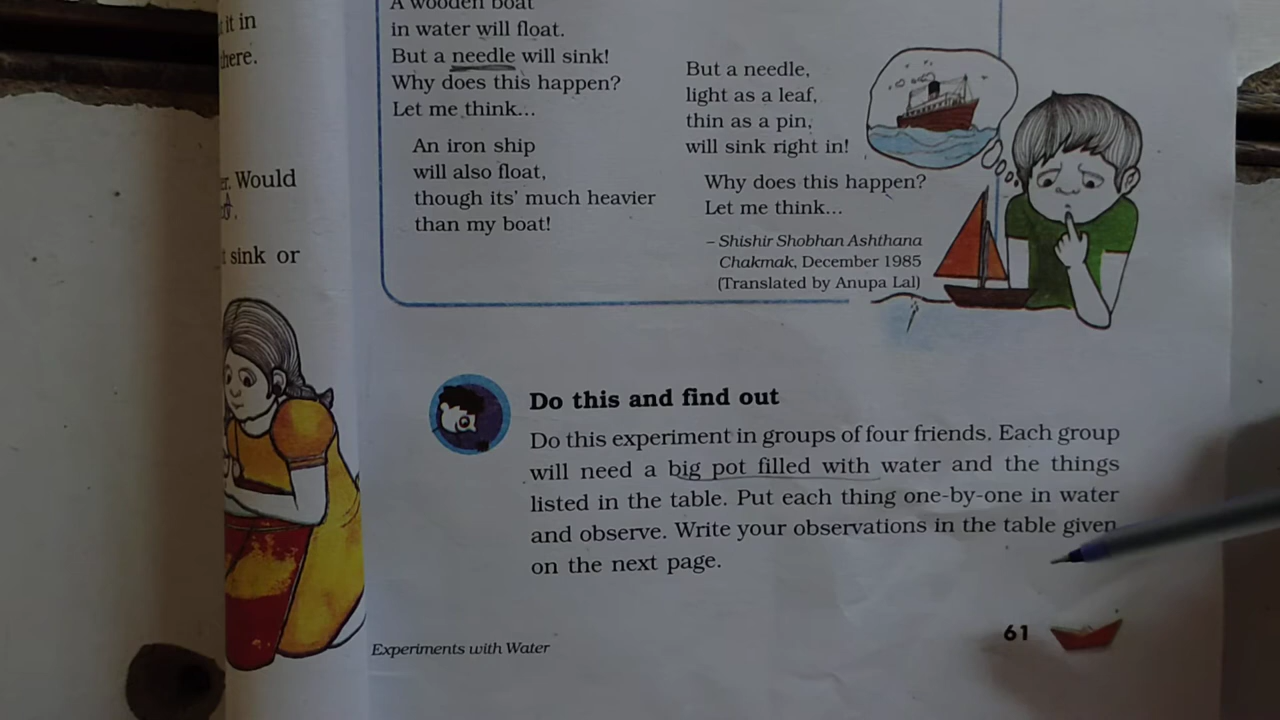 it in
here.
Would
t sink or
A wooden boat
in water will float.
But a needle will sink!
Why does this happen?
Let me think...
An iron ship
will also float,
though its' much heavier
than my boat!
But a needle,
light as a leaf,
thin as a pin,
will sink right in!
Why does this happen?
Let me think...
– Shishir Shobhan Ashthana
Chakmak, December 1985
(Translated by Anupa Lal)
Do this and find out
Do this experiment in groups of four friends. Each group
will need a big pot filled with water and the things
listed in the table. Put each thing one-by-one in water
and observe. Write your observations in the table given
on the next page.
Experiments with Water
61